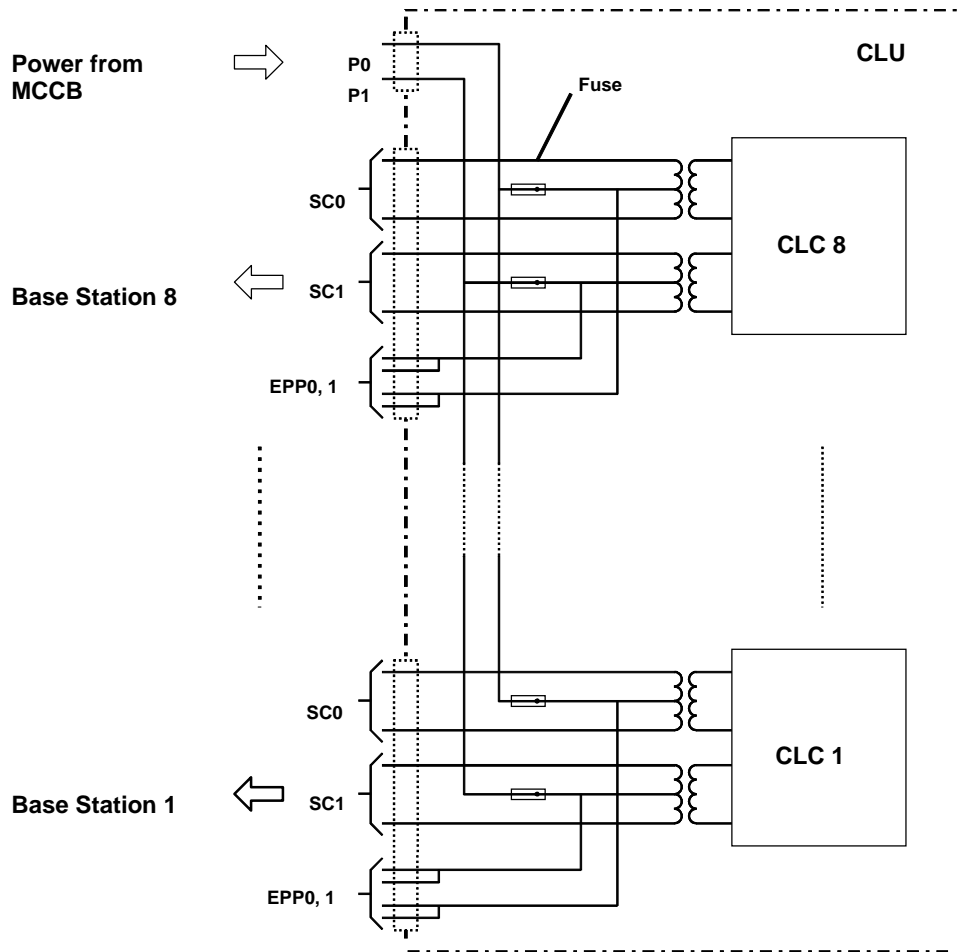 CLU
Power from
MCCB
P0
P1
Fuse
SC0
CLC 8
Base Station 8
SC1
EPP0, 1
SC0
CLC 1
Base Station 1
SC1
EPP0, 1